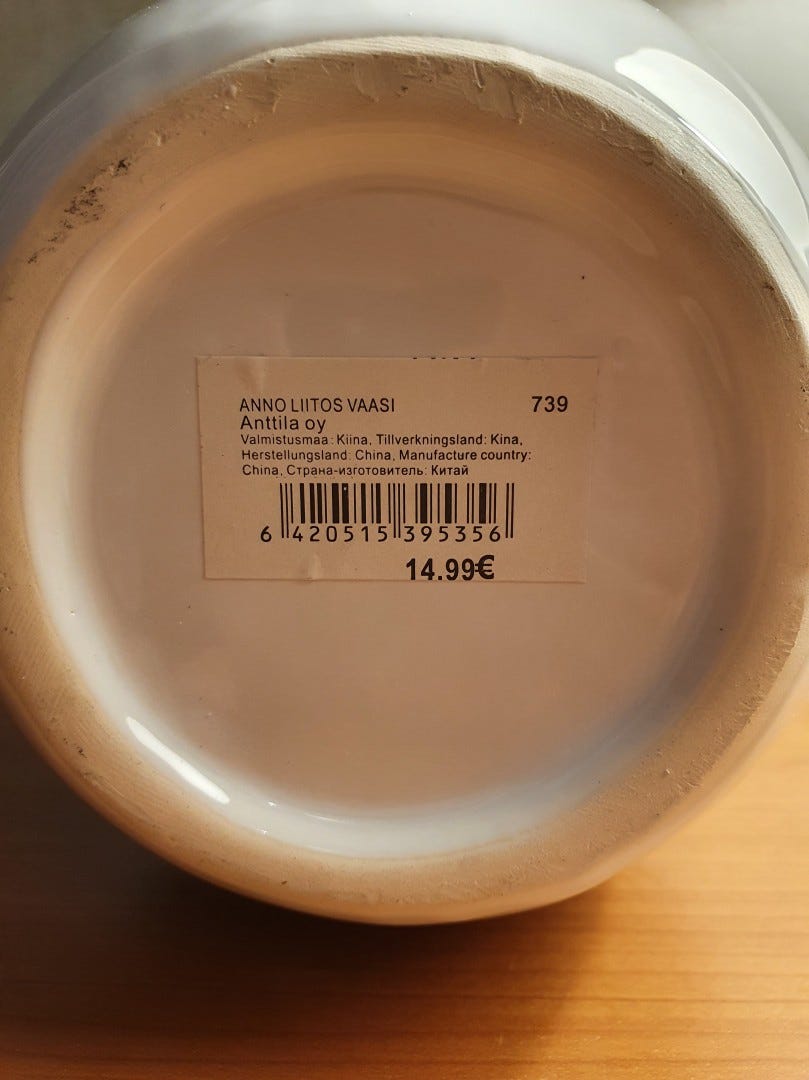 ANNO LIITOS VAASI 739
Anttila oy
Valmistusmaa: Kiina, Tillverkningsland: Kina,
Herstellungsland: China, Manufacture country:
China, Страна-изготовитель: Китай
6 420515 395356
14.99€